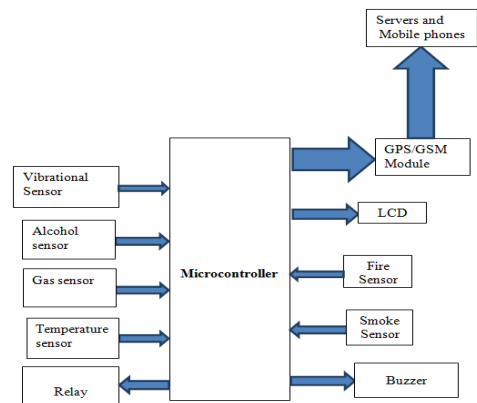 Servers and
Mobile phones
GPS/GSM
Module
Vibrational
Sensor
LCD
Alcohol
sensor
Microcontroller
Fire
Sensor
Gas sensor
Temperature
sensor
Smoke
Sensor
Relay
Buzzer